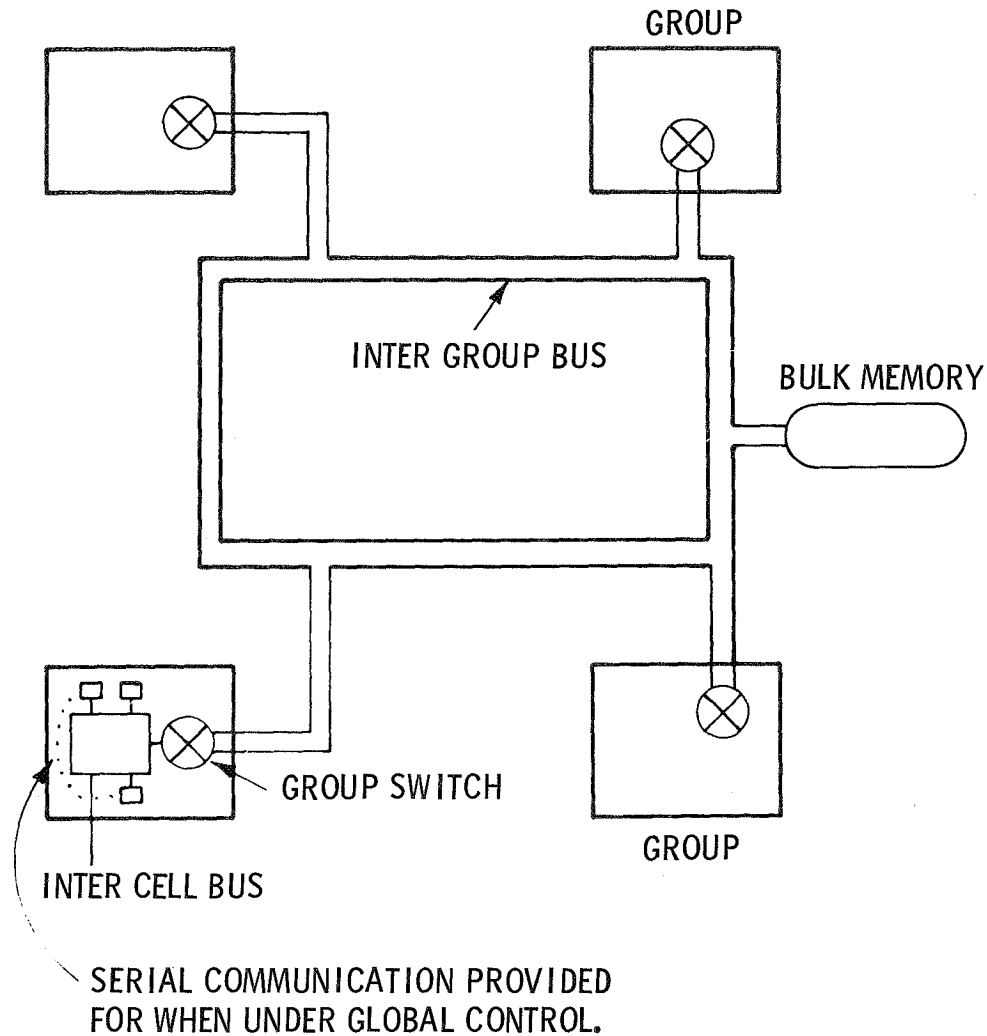 GROUP
INTER GROUP BUS
BULK MEMORY
GROUP SWITCH
GROUP
INTER CELL BUS
SERIAL COMMUNICATION PROVIDED
FOR WHEN UNDER GLOBAL CONTROL.